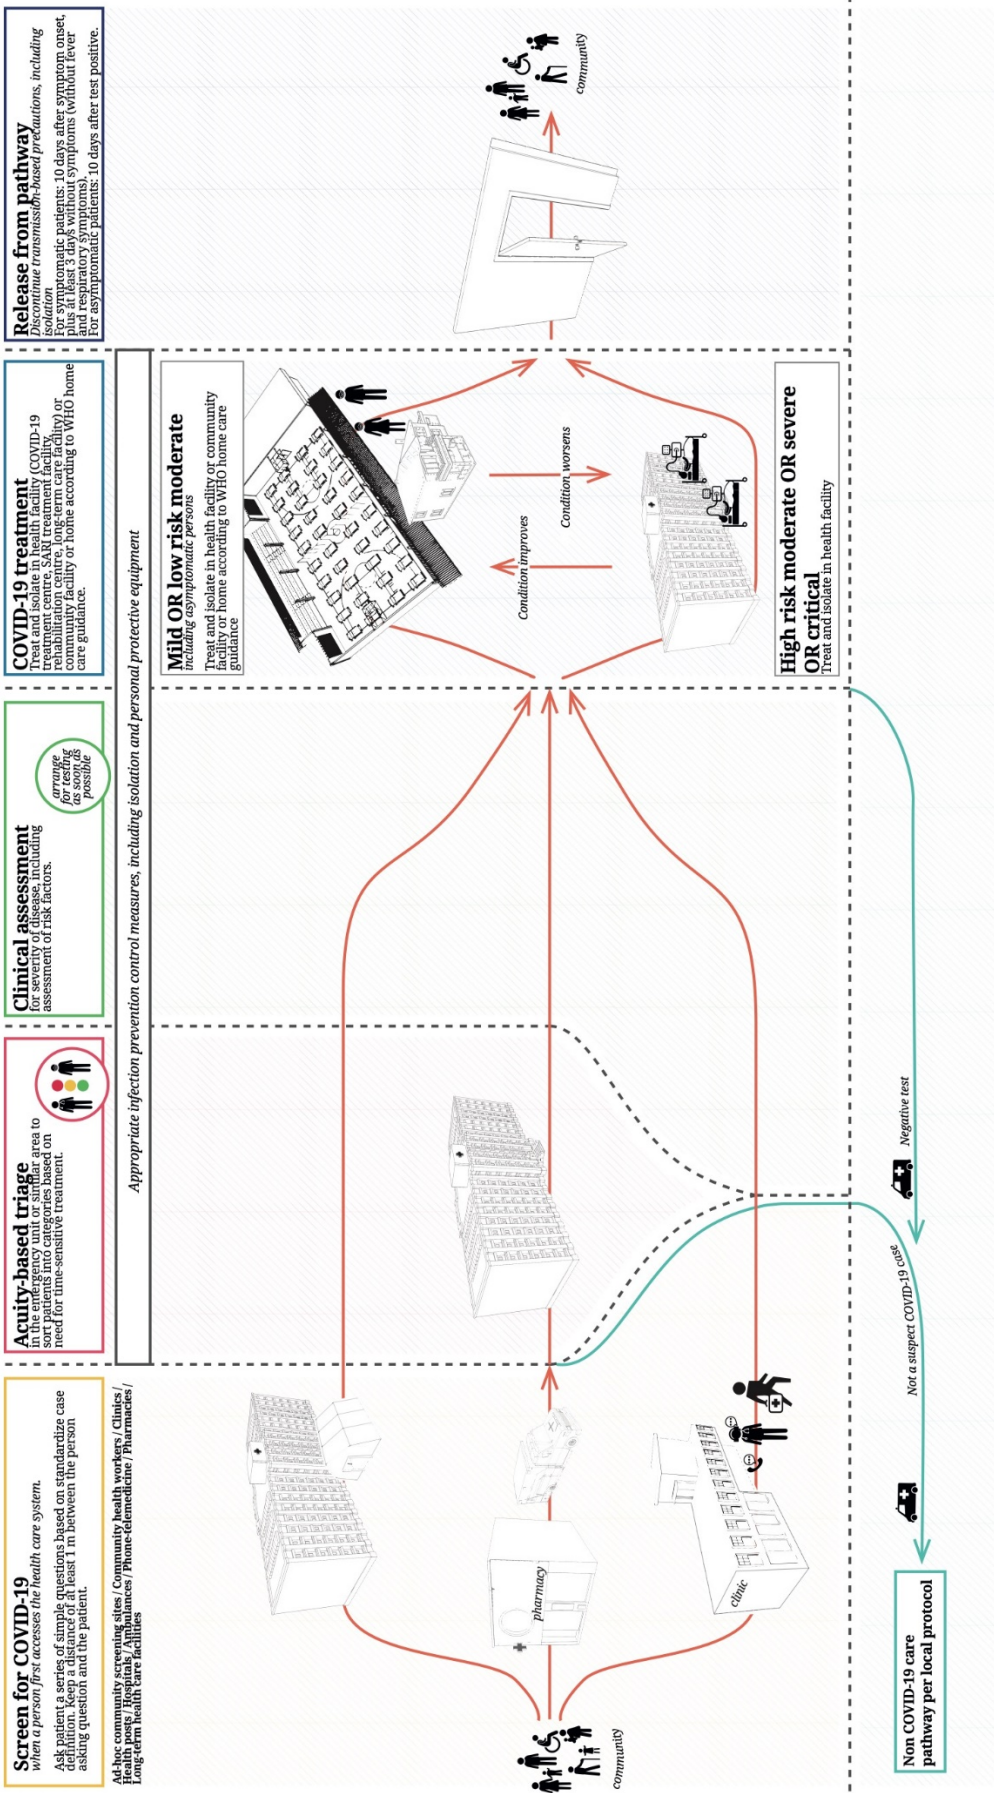 Screen for COVID-19
when a person first accesses the health care system.
Ask patient a series of simple questions based on standardize case
definition. Keep a distance of at least 1 m between the person
asking question and the patient.
Ad-hoc community screening sites / Community health workers / Clinics /
Health posts / Hospitals / Ambulances / Phone-telemedicine / Pharmacies /
Long-term health care facilities
community
pharmacy
clinic
Acuity-based triage
in the emergency unit or similar area to
sort patients into categories based on
need for time-sensitive treatment.
Clinical assessment
for severity of disease, including
assessment of risk factors.
arrange
for testing
as soon as
possible
COVID-19 treatment
Treat and isolate in health facility (COVID-19
treatment centre, SARI treatment facility,
rehabilitation centre, long-term care facility) or
community facility or home according to WHO home
care guidance.
Appropriate infection prevention control measures, including isolation and personal protective equipment
Mild OR low risk moderate
including asymptomatic persons
Treat and isolate in health facility or community
facility or home according to WHO home care
guidance
Condition improves
Condition worsens
High risk moderate OR severe
OR critical
Treat and isolate in health facility
Release from pathway
Discontinue transmission-based precautions, including
isolation
For symptomatic patients: 10 days after symptom onset,
plus at least 3 days without symptoms (without fever
and respiratory symptoms).
For asymptomatic patients: 10 days after test positive.
community
Negative test
Not a suspect COVID-19 case
Non COVID-19 care
pathway per local protocol